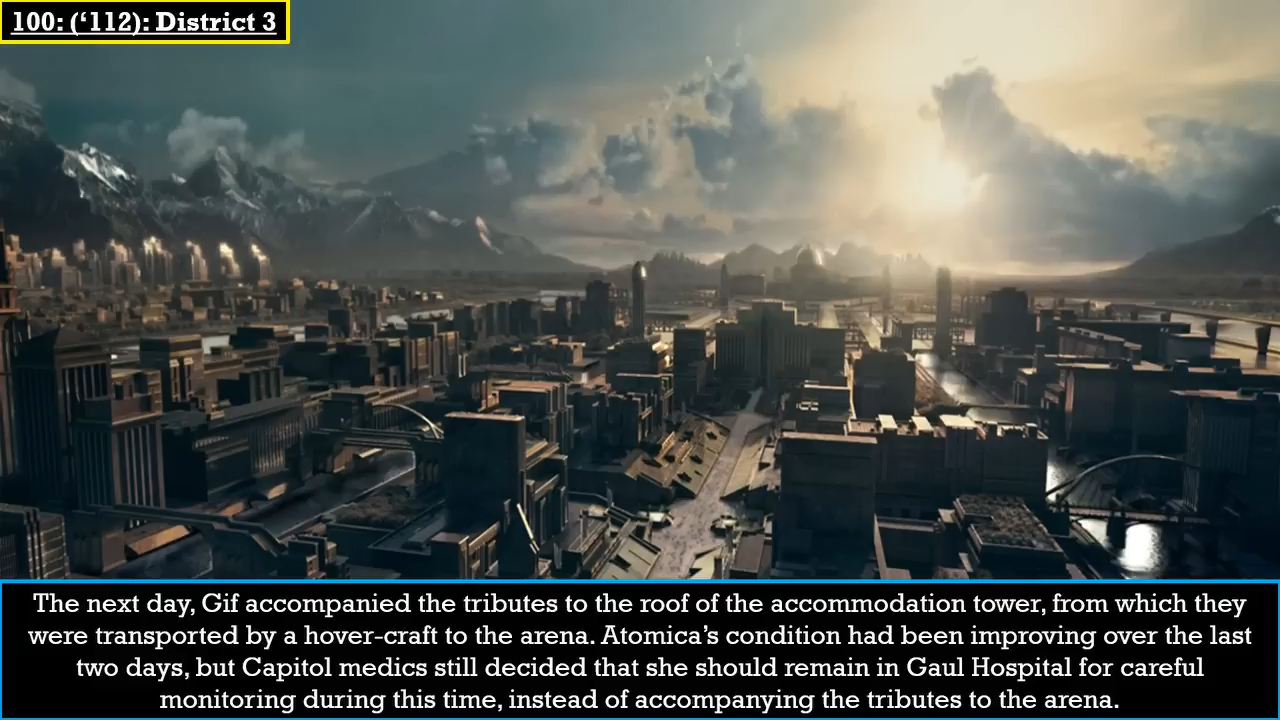 100: (‘112): District 3
The next day, Gif accompanied the tributes to the roof of the accommodation tower, from which they
were transported by a hover-craft to the arena. Atomica’s condition had been improving over the last
two days, but Capitol medics still decided that she should remain in Gaul Hospital for careful
monitoring during this time, instead of accompanying the tributes to the arena.